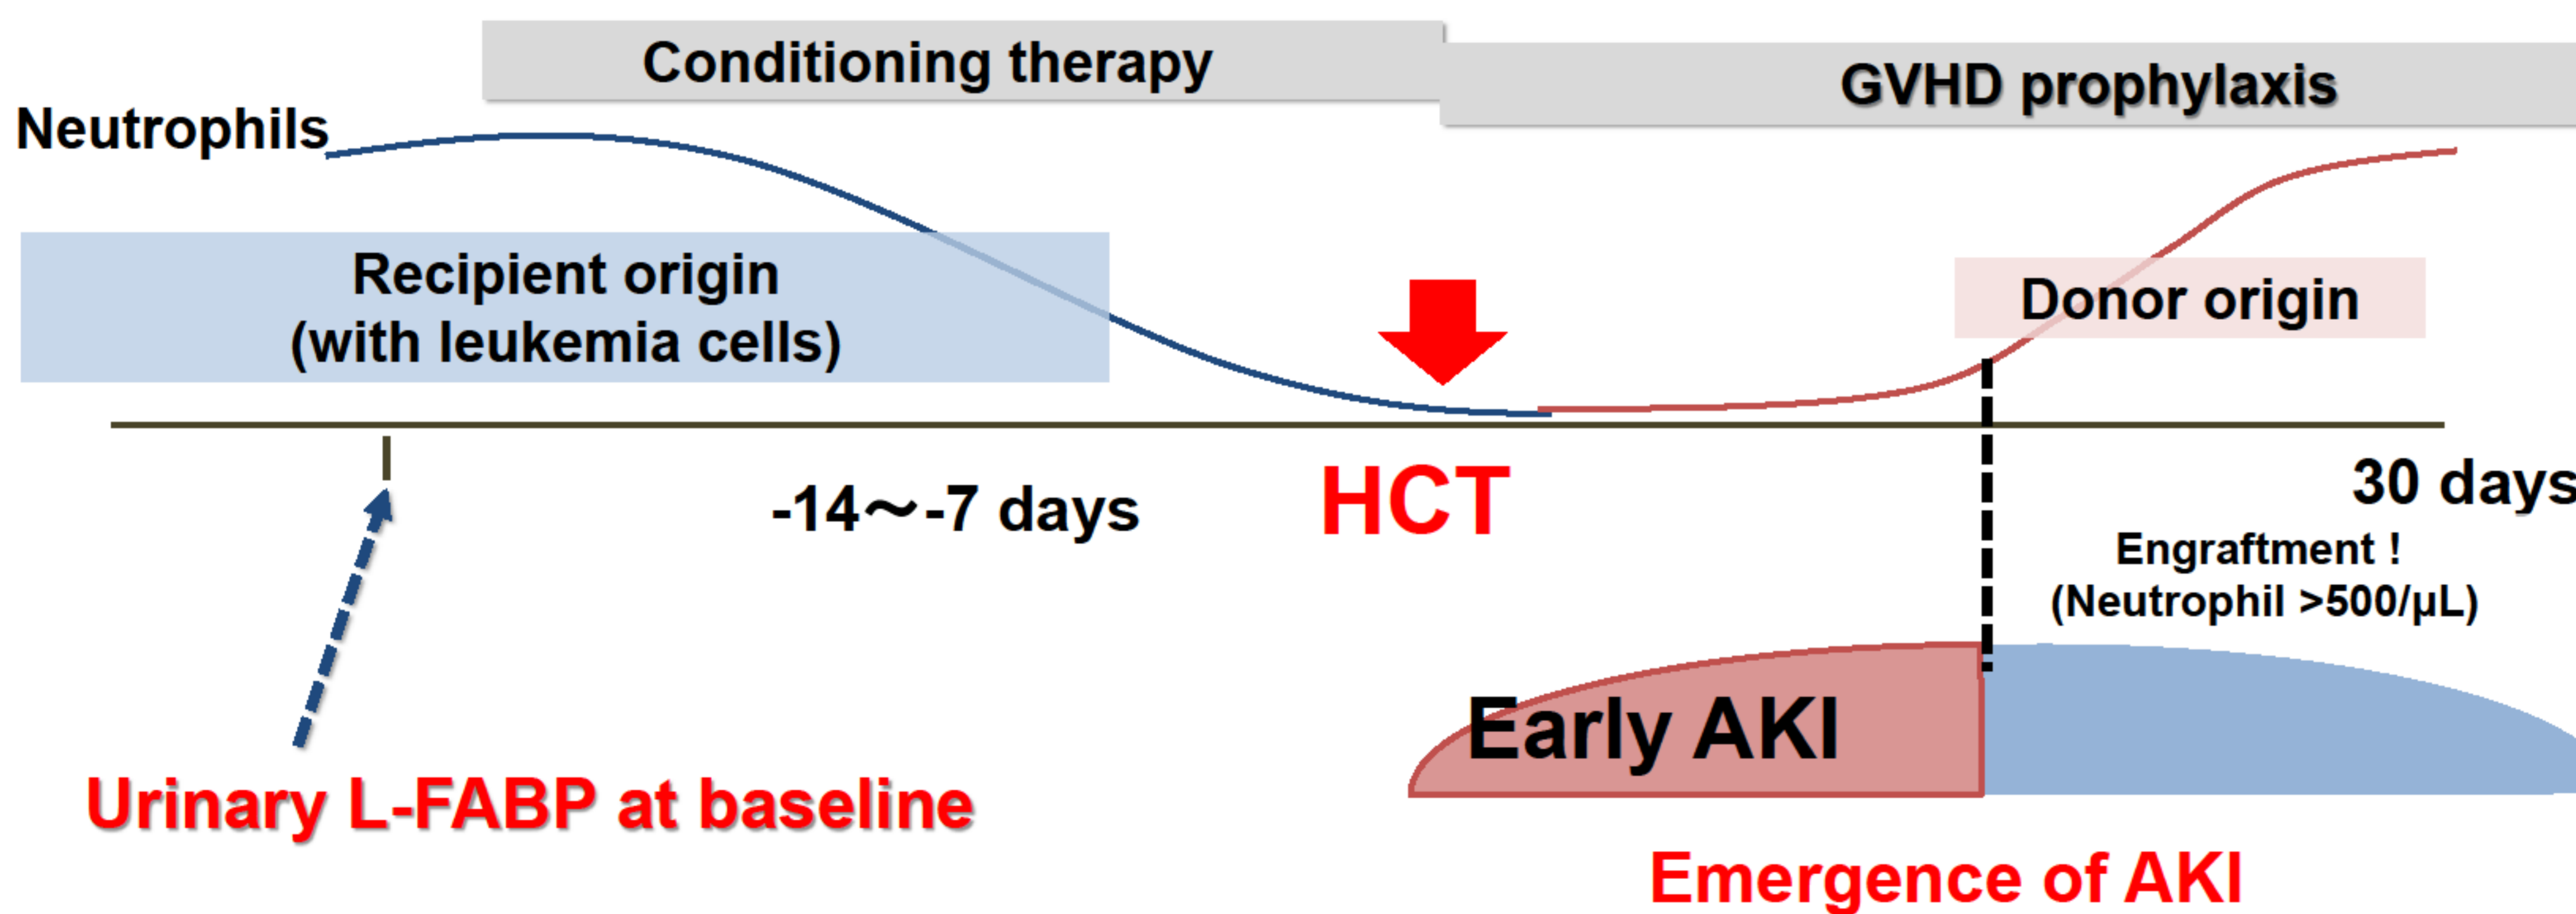 Conditioning therapy
GVHD prophylaxis
Neutrophils
Recipient origin
(with leukemia cells)
Donor origin
-14～-7 days
HCT
30 days
Engraftment !
(Neutrophil >500/μL)
Early AKI
Urinary L-FABP at baseline
Emergence of AKI